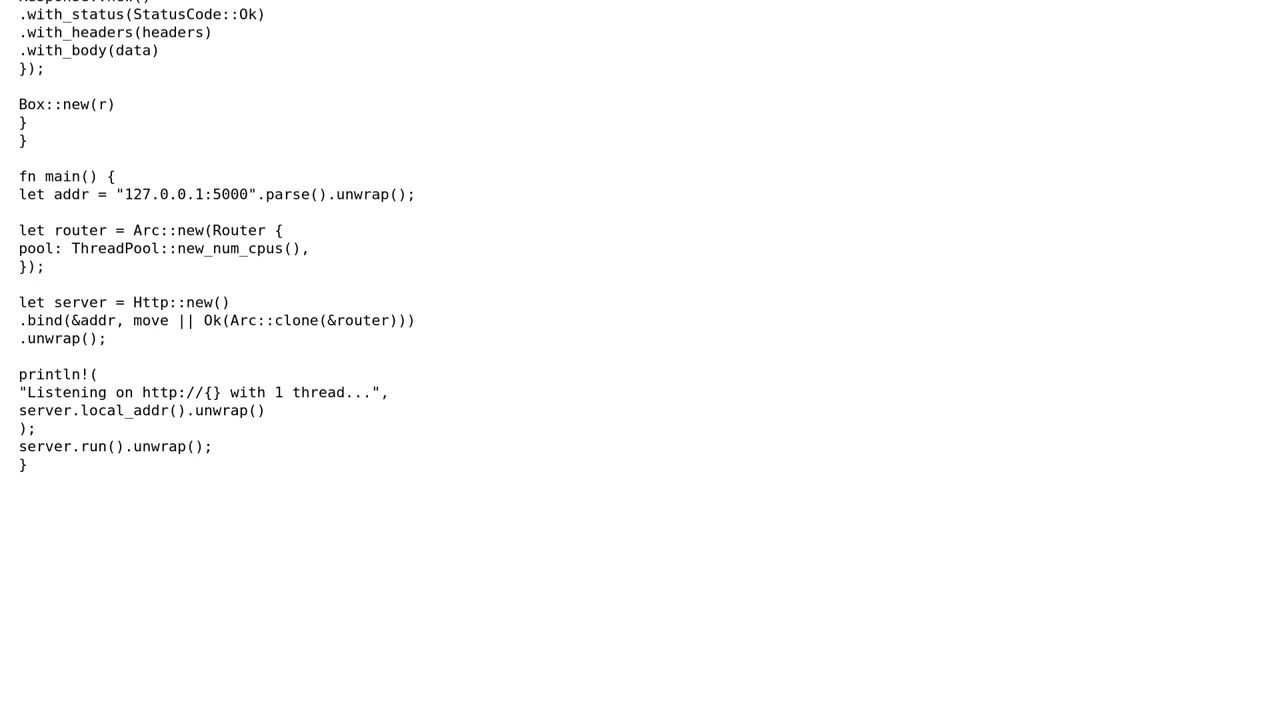 .with_status(StatusCode::Ok)
.with_headers(headers)
.with_body(data)
});

Box::new(r)
}
}

fn main() {
let addr = "127.0.0.1:5000".parse().unwrap();

let router = Arc::new(Router {
pool: ThreadPool::new_num_cpus(),
});

let server = Http::new()
.bind(&addr, move || Ok(Arc::clone(&router)))
.unwrap();

println!(
"Listening on http://{} with 1 thread...",
server.local_addr().unwrap()
);
server.run().unwrap();
}